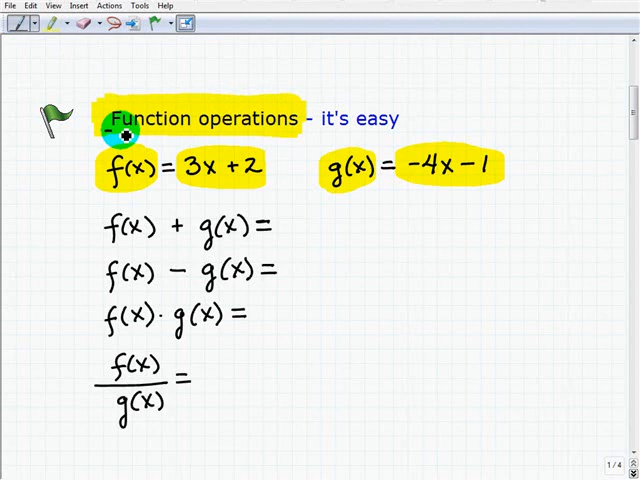 File Edit View Insert Actions Tools Help
Function operations - it's easy
f(x) = 3x + 2 g(x) = -4x - 1
f(x) + g(x) =
f(x) - g(x) =
f(x) · g(x) =
f(x)
g(x) =
1 / 4